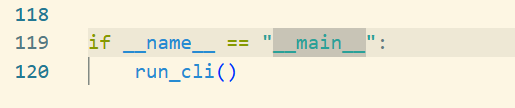 118
119 if __name__ == "__main__":
120     run_cli()